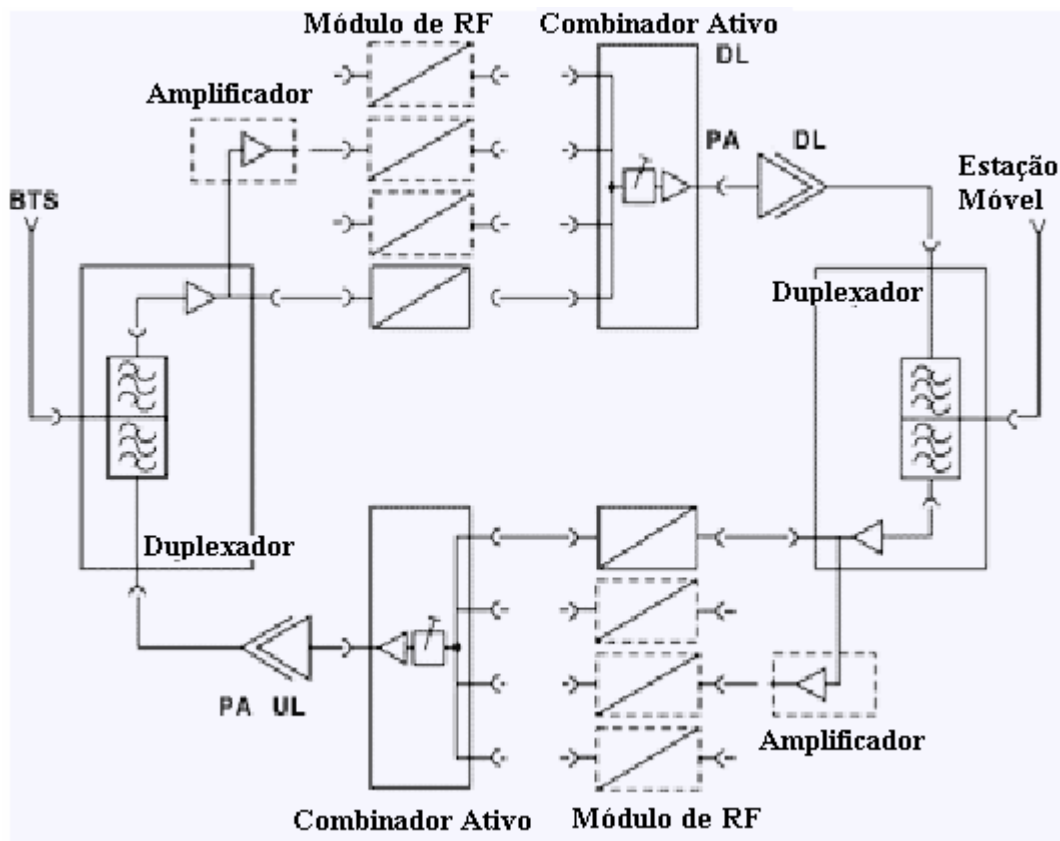 Módulo de RF
Combinador Ativo
DL
Amplificador
PA DL
Estação
Móvel
BTS
Duplexador
Duplexador
PA UL
Amplificador
Combinador Ativo
Módulo de RF